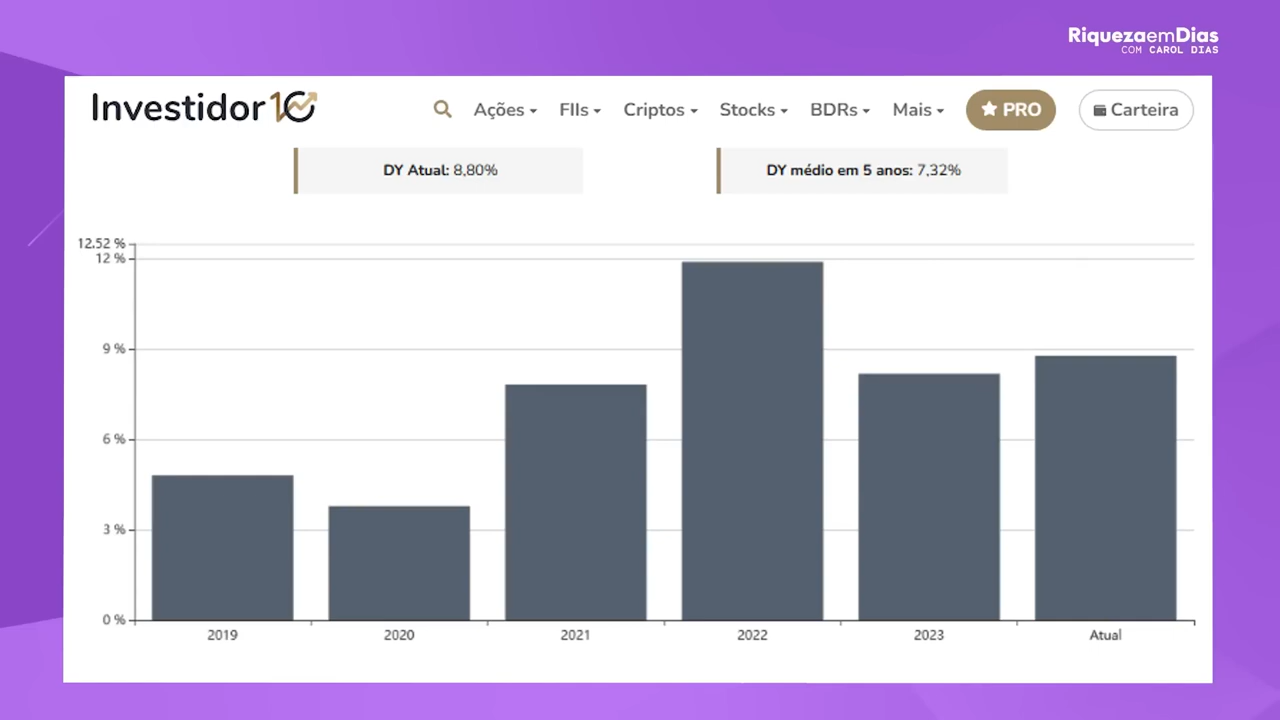 RiquezaemDias
COM CAROL DIAS
Investidor10
Ações
FIIs
Criptos
Stocks
BDRs
Mais
PRO
Carteira
DY Atual: 8,80%
DY médio em 5 anos: 7,32%
12.52 %
12 %
9 %
6 %
3 %
0 %
2019
2020
2021
2022
2023
Atual